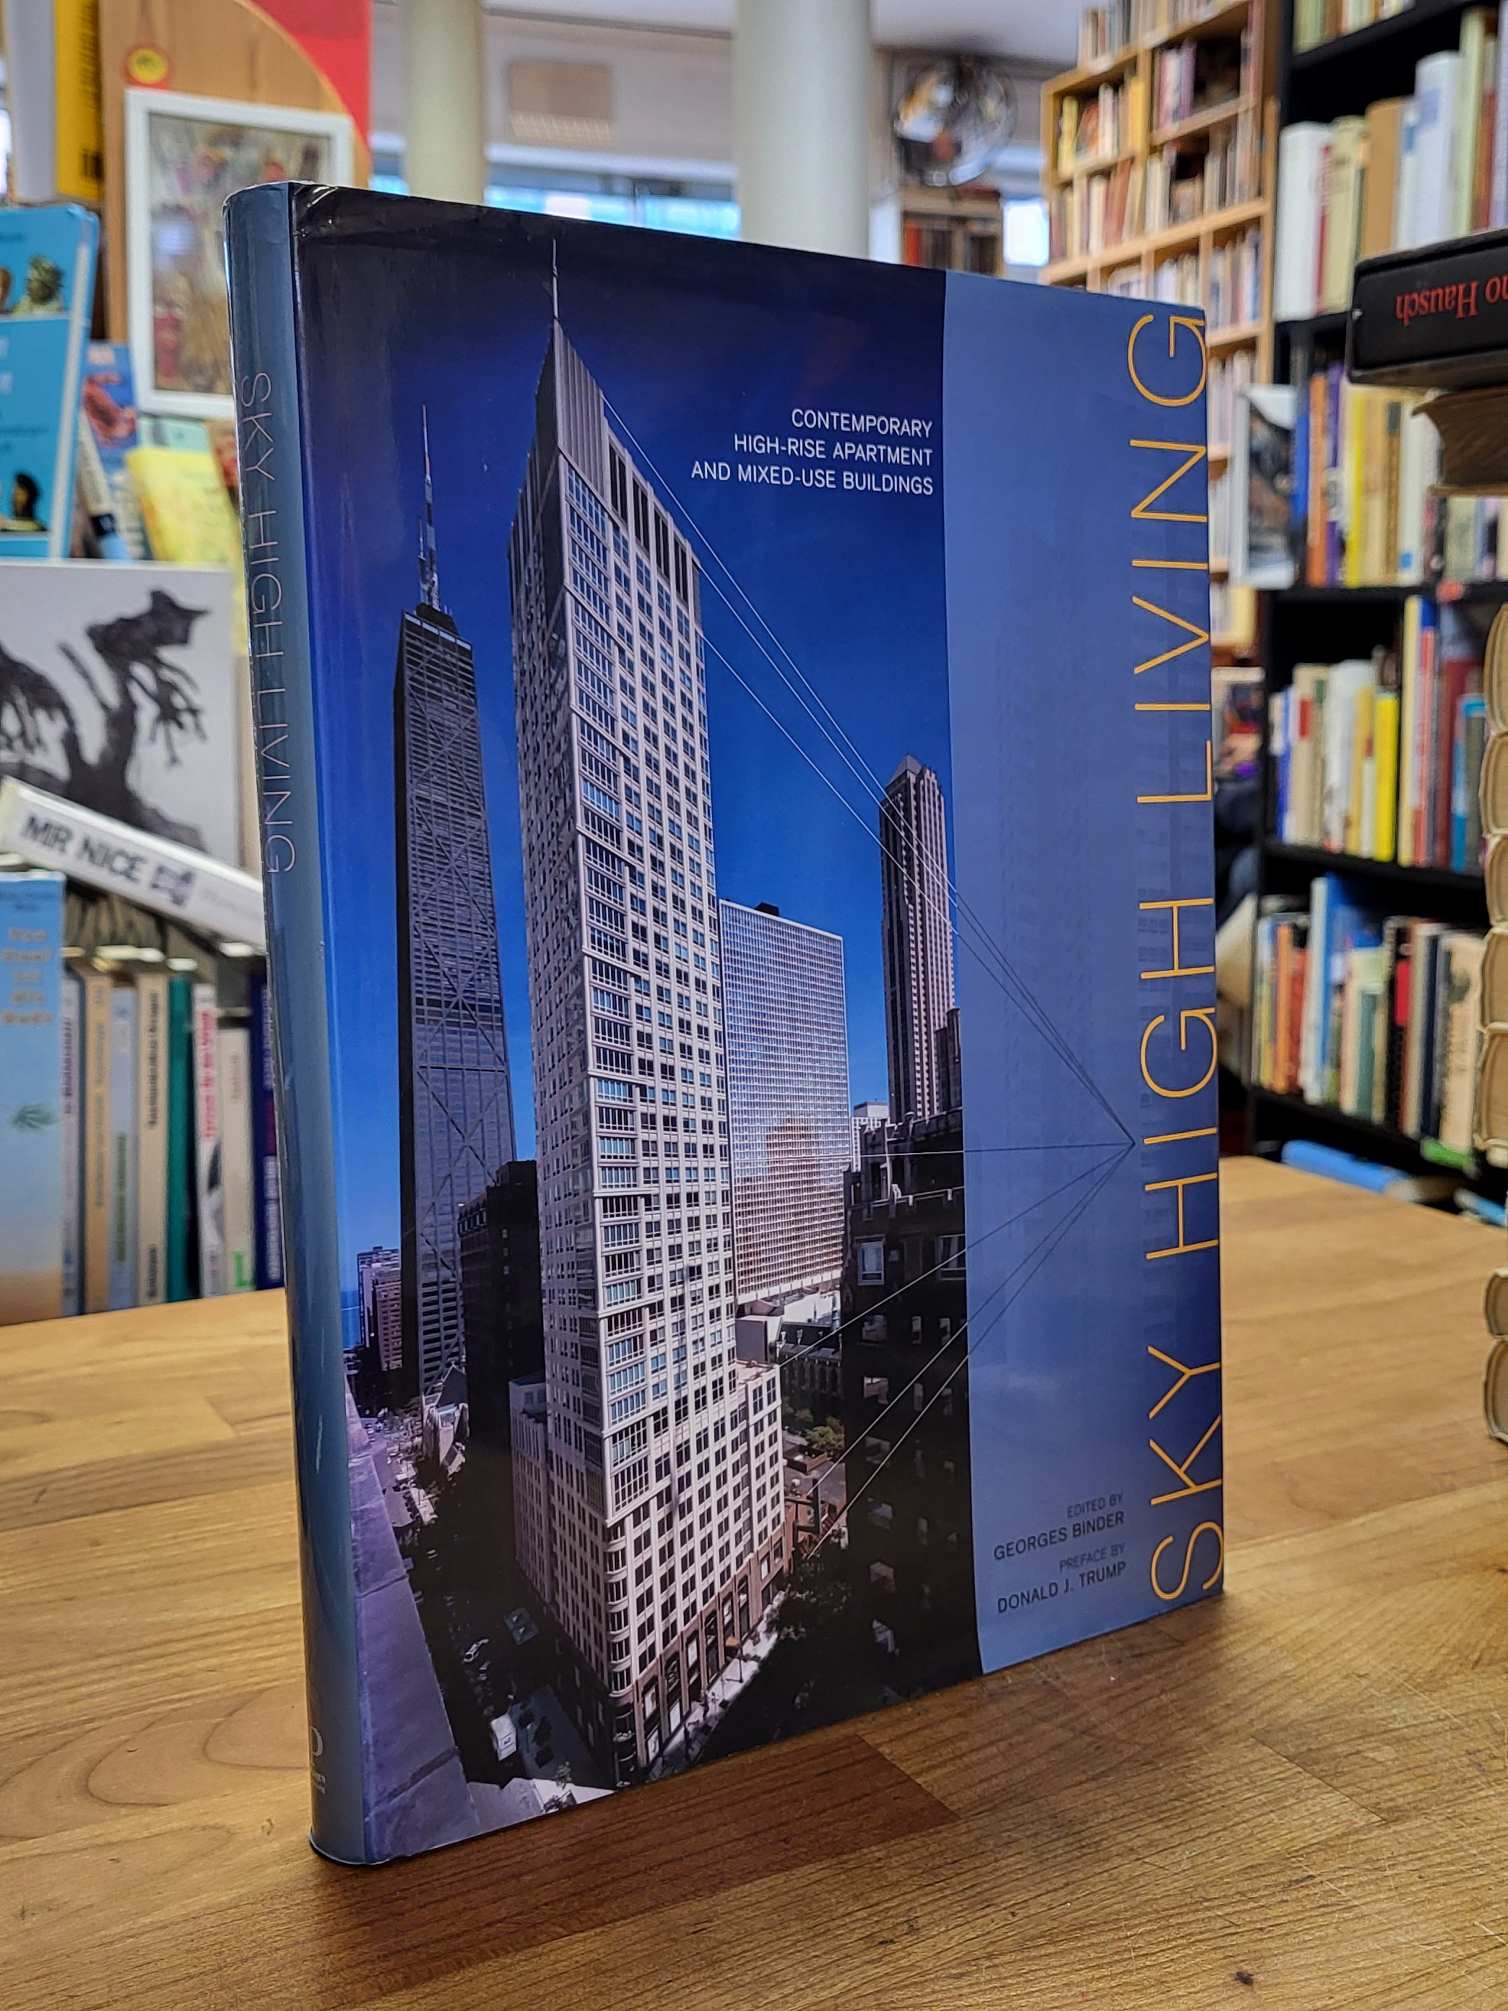 CONTEMPORARY
HIGH-RISE APARTMENT
AND MIXED-USE BUILDINGS
SKY HIGH LIVING
EDITED BY
GEORGES BINDER
PREFACE BY
DONALD J. TRUMP
SKY HIGH LIVING
MR NICE
Hausch